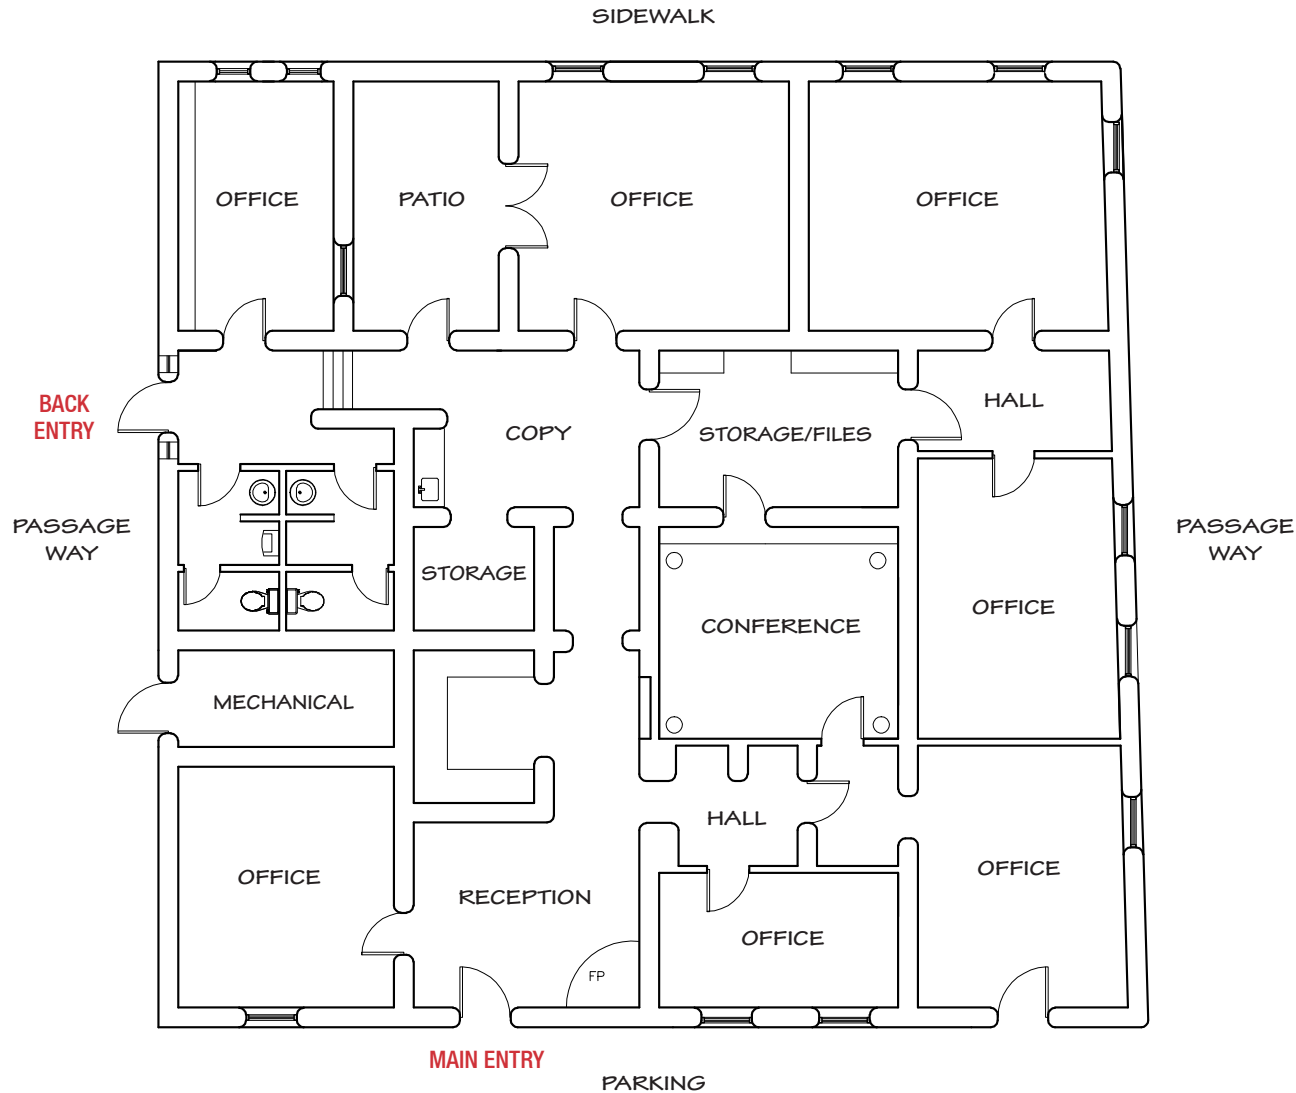 SIDEWALK
OFFICE
PATIO
OFFICE
OFFICE
BACK
ENTRY
HALL
COPY
STORAGE/FILES
PASSAGE
WAY
PASSAGE
WAY
STORAGE
OFFICE
CONFERENCE
MECHANICAL
HALL
OFFICE
OFFICE
RECEPTION
OFFICE
FP
MAIN ENTRY
PARKING